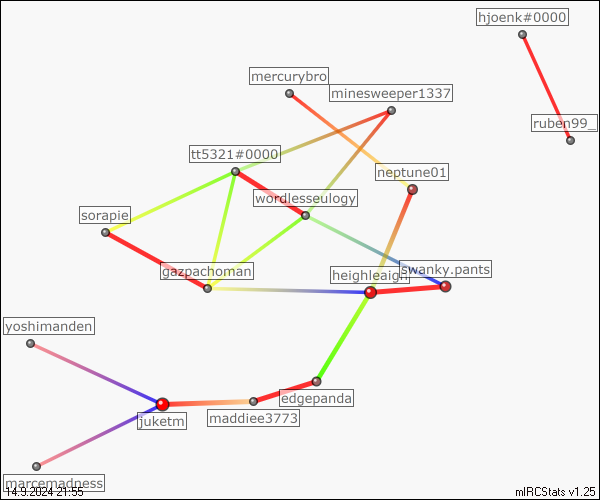 hjoenk#0000
mercurybro
minesweeper1337
ruben99_
tt5321#0000
neptune01
wordlesseulogy
sorapie
gazpachoman
heighleaigh
swanky.pants
yoshimanden
edgepanda
maddiee3773
juketm
marcemadness
14.9.2024 21:55
mIRCStats v1.25